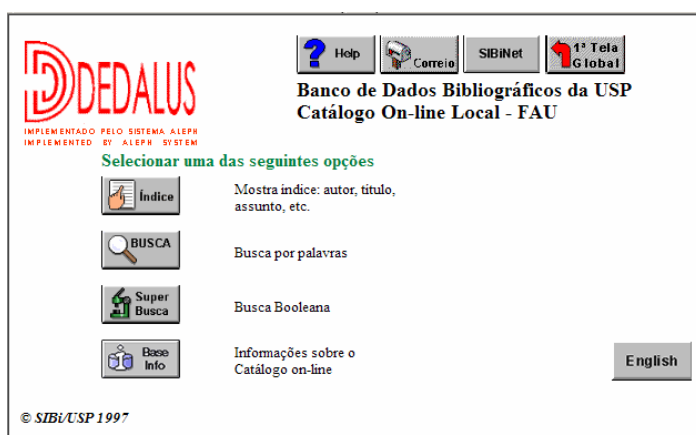 Help
Correio
SIBiNet
1ª Tela
Global
DEDALUS
Banco de Dados Bibliográficos da USP
Catálogo On-line Local - FAU
IMPLEMENTADO PELO SISTEMA ALEPH
IMPLEMENTED BY ALEPH SYSTEM
Selecionar uma das seguintes opções
Índice
Mostra índice: autor, título,
assunto, etc.
BUSCA
Busca por palavras
Super
Busca
Busca Booleana
Base
Info
Informações sobre o
Catálogo on-line
English
© SIBi/USP 1997